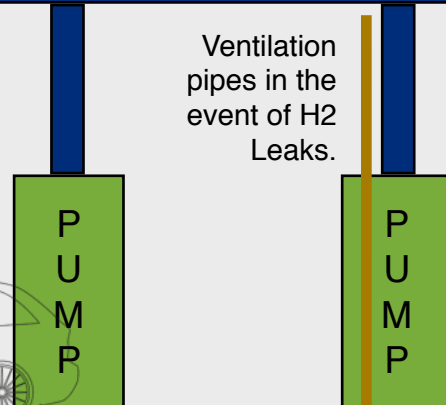 Ventilation
pipes in the
event of H2
Leaks.
P
U
M
P
P
U
M
P